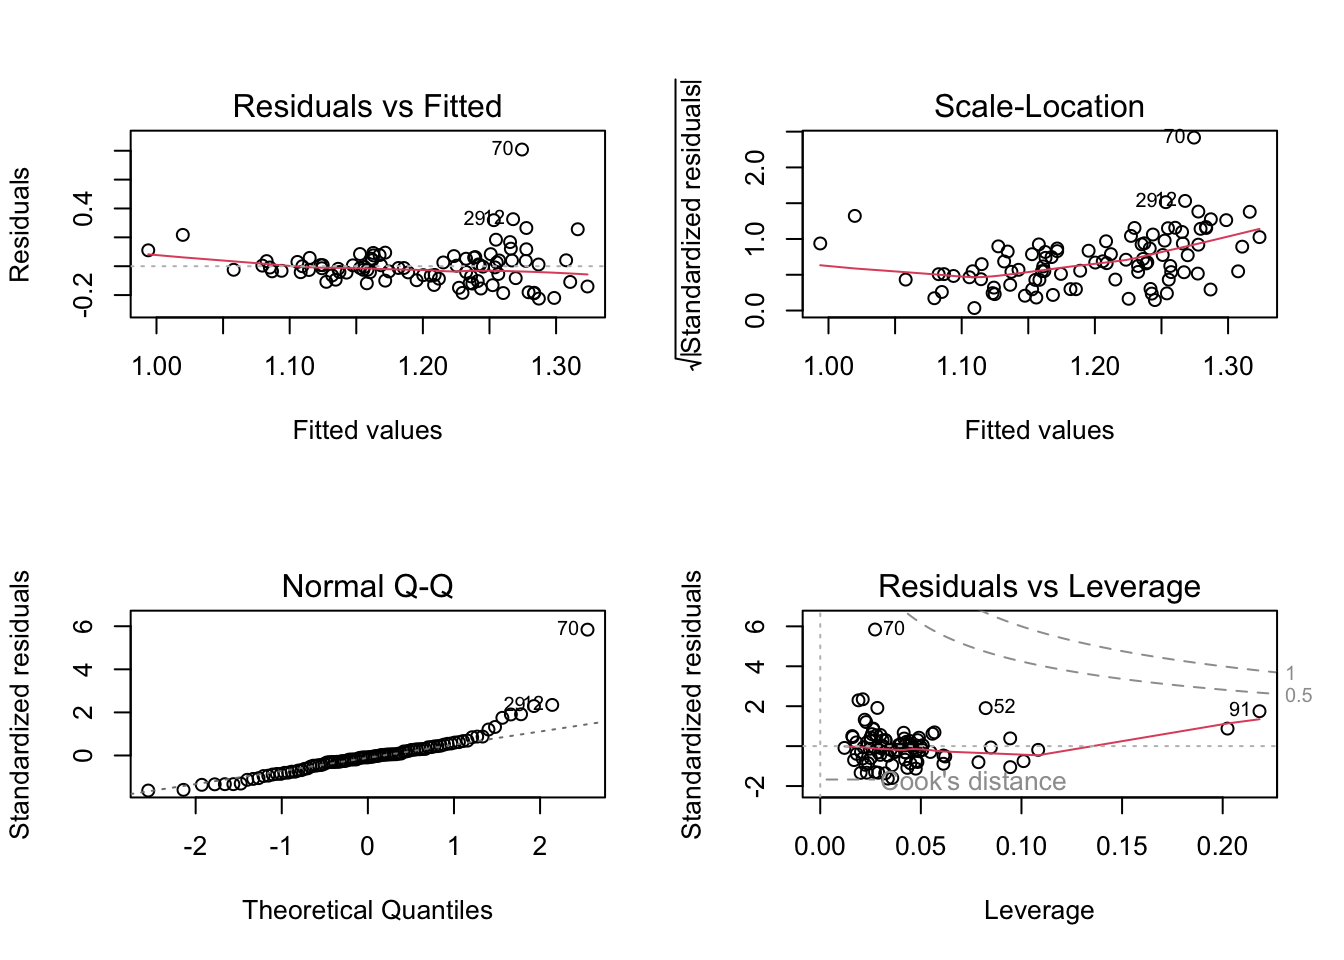 Residuals vs Fitted
Residuals
0.4
-0.2
70
29 12
1.00 1.10 1.20 1.30
Fitted values
Scale-Location
√|Standardized residuals|
2.0
1.0
0.0
70
29 12
1.00 1.10 1.20 1.30
Fitted values
Normal Q-Q
Standardized residuals
6
4
2
0
70
29 12
-2 -1 0 1 2
Theoretical Quantiles
Residuals vs Leverage
Standardized residuals
6
4
2
-2
70
52
91
1
0.5
Cook's distance
0.00 0.05 0.10 0.15 0.20
Leverage